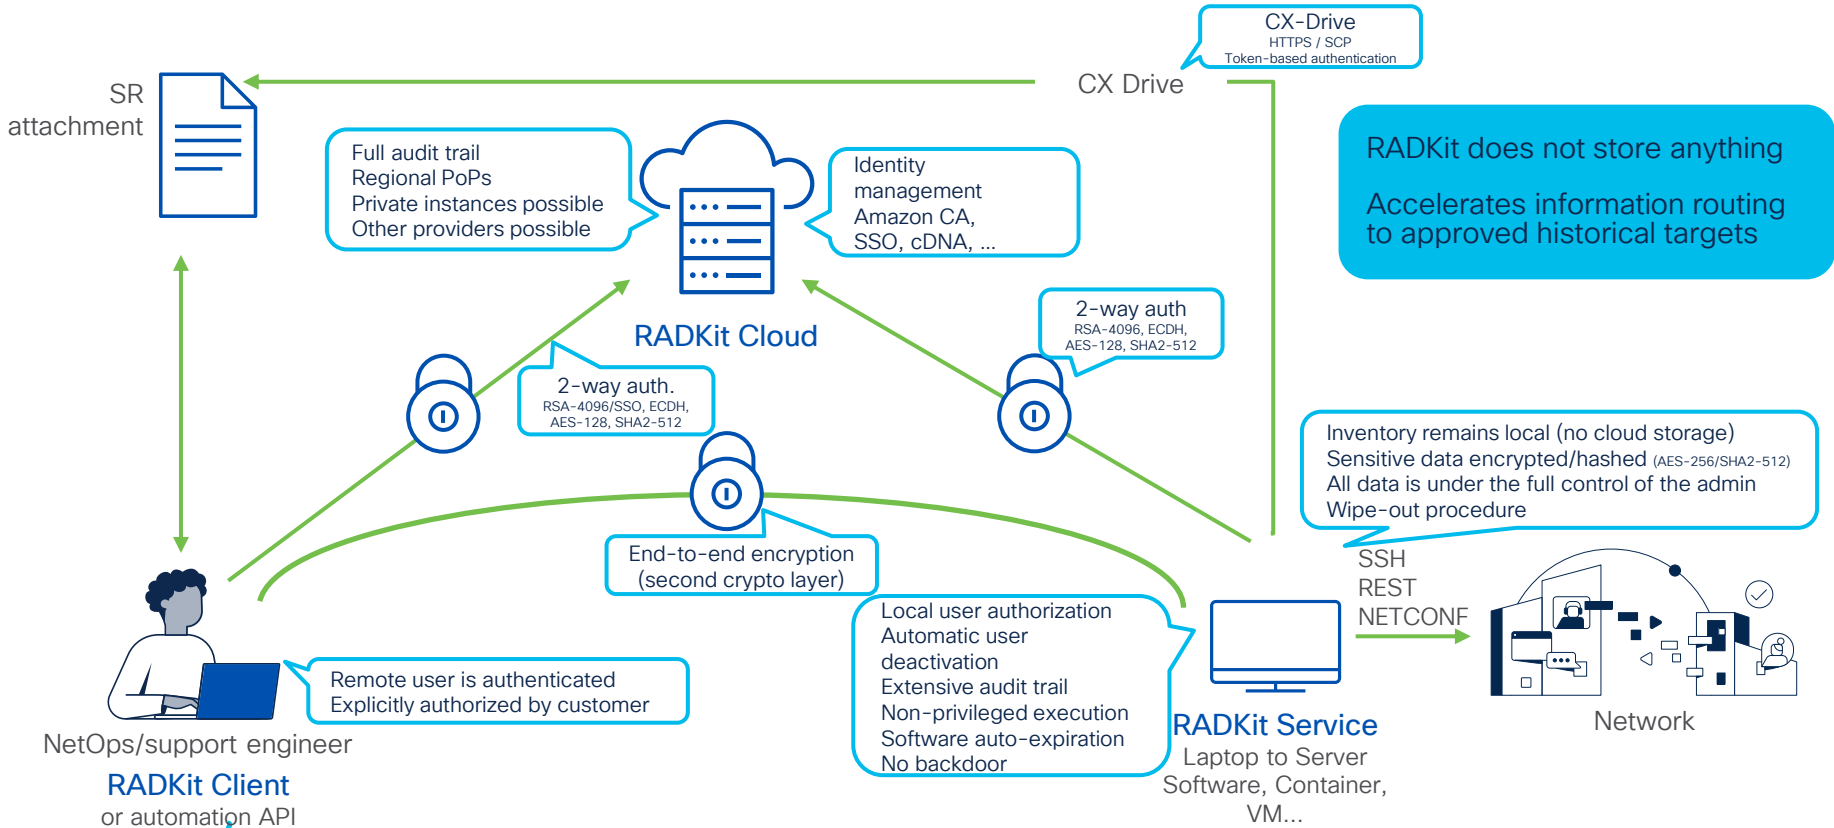 CX-Drive
HTTPS / SCP
Token-based authentication
CX Drive
SR
attachment
RADKit does not store anything
Accelerates information routing
to approved historical targets
Full audit trail
Regional PoPs
Private instances possible
Other providers possible
Identity
management
Amazon CA,
SSO, cDNA, ...
RADKit Cloud
2-way auth
RSA-4096, ECDH,
AES-128, SHA2-512
2-way auth.
RSA-4096/SSO, ECDH,
AES-128, SHA2-512
Inventory remains local (no cloud storage)
Sensitive data encrypted/hashed (AES-256/SHA2-512)
All data is under the full control of the admin
Wipe-out procedure
End-to-end encryption
(second crypto layer)
SSH
REST
NETCONF
Local user authorization
Automatic user
deactivation
Extensive audit trail
Non-privileged execution
Software auto-expiration
No backdoor
Remote user is authenticated
Explicitly authorized by customer
NetOps/support engineer
RADKit Client
or automation API
RADKit Service
Laptop to Server
Software, Container,
VM...
Network